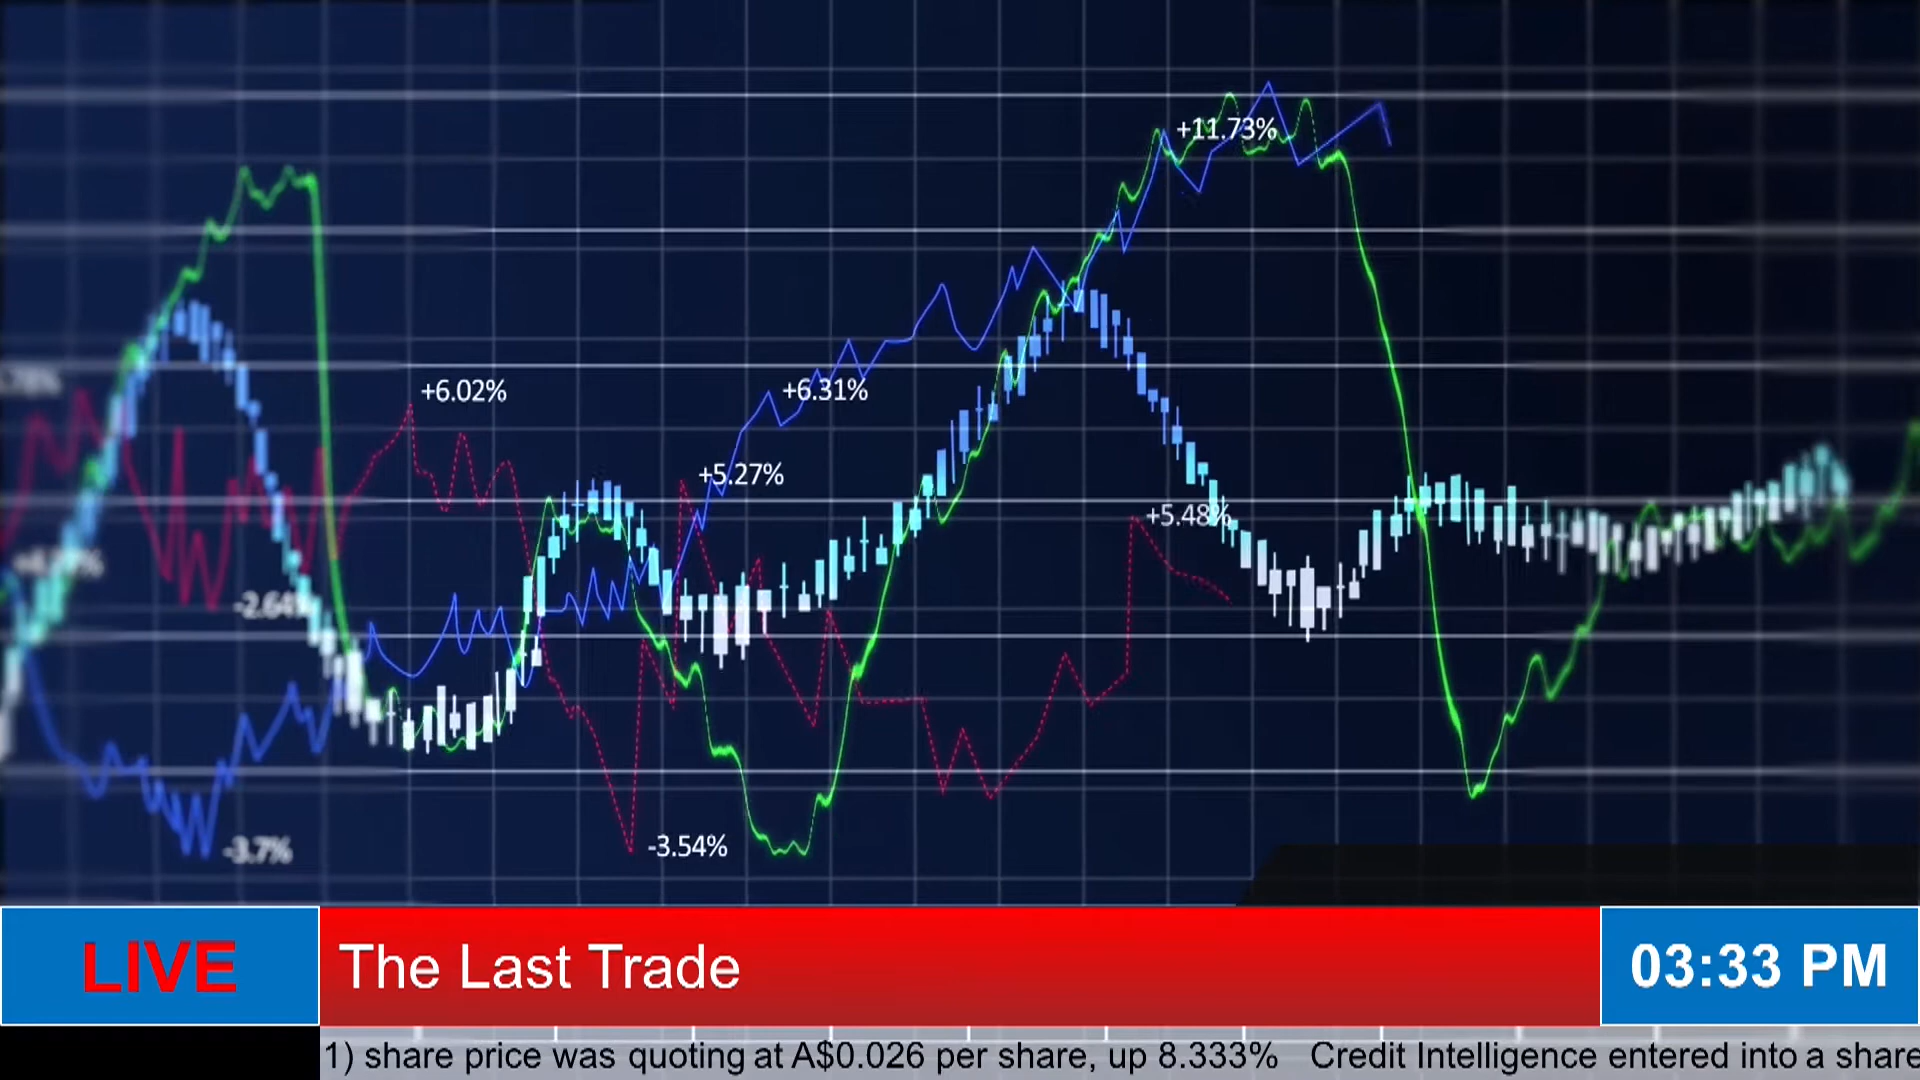 +11.73%
+6.02%
+6.31%
+5.27%
+5.48%
-2.64%
-3.7%
-3.54%
LIVE
The Last Trade
03:33 PM
1) share price was quoting at A$0.026 per share, up 8.333% Credit Intelligence entered into a share